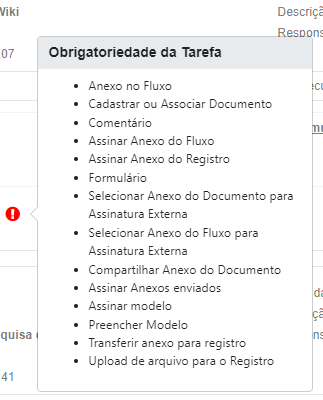 Wiki
Descriçã
Respons
07
Obrigatoriedade da Tarefa
Anexo no Fluxo
Cadastrar ou Associar Documento
Comentário
Assinar Anexo do Fluxo
Assinar Anexo do Registro
Formulário
Selecionar Anexo do Documento para
Assinatura Externa
Selecionar Anexo do Fluxo para
Assinatura Externa
Compartilhar Anexo do Documento
Assinar Anexos enviados
Assinar modelo
Preencher Modelo
Transferir anexo para registro
Upload de arquivo para o Registro
quisa
41